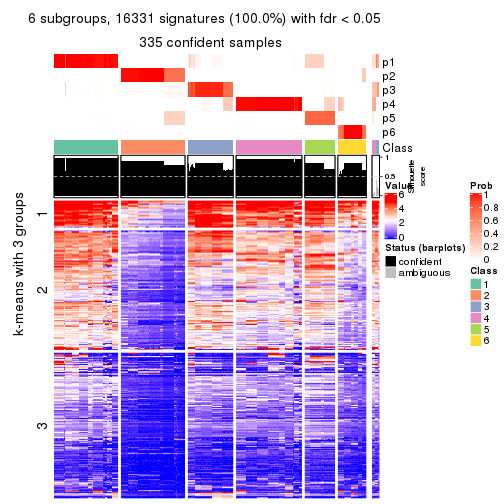 6 subgroups, 16331 signatures (100.0%) with fdr < 0.05
335 confident samples
p1
p2
p3
p4
p5
p6
Class
1
0.5
0
Silhouette
score
k-means with 3 groups
1
2
3
Value
6
4
2
0
Status (barplots)
confident
ambiguous
Prob
1
0.8
0.6
0.4
0.2
0
Class
1
2
3
4
5
6